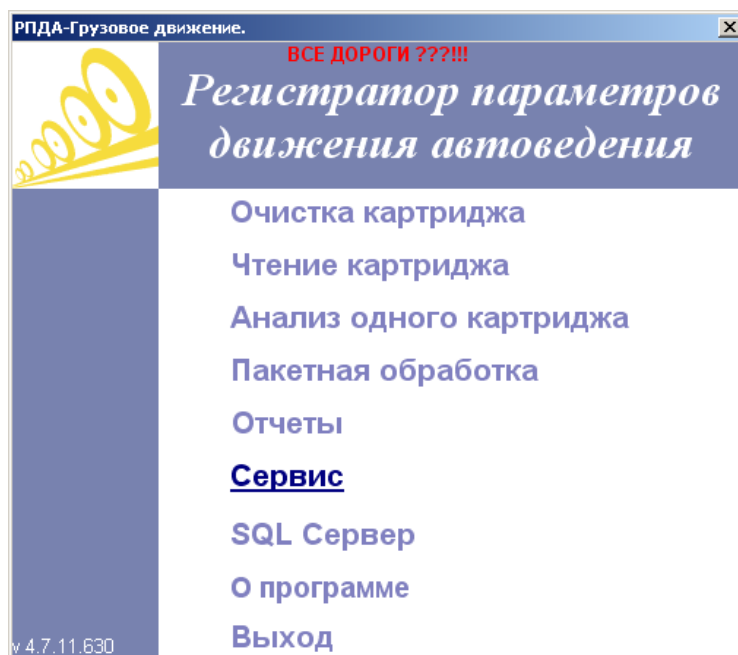 РПДА-Грузовое движение.
ВСЕ ДОРОГИ ???!!!
Регистратор параметров
движения автоведения
Очистка картриджа
Чтение картриджа
Анализ одного картриджа
Пакетная обработка
Отчеты
Сервис
SQL Сервер
О программе
Выход
v 4.7.11.630